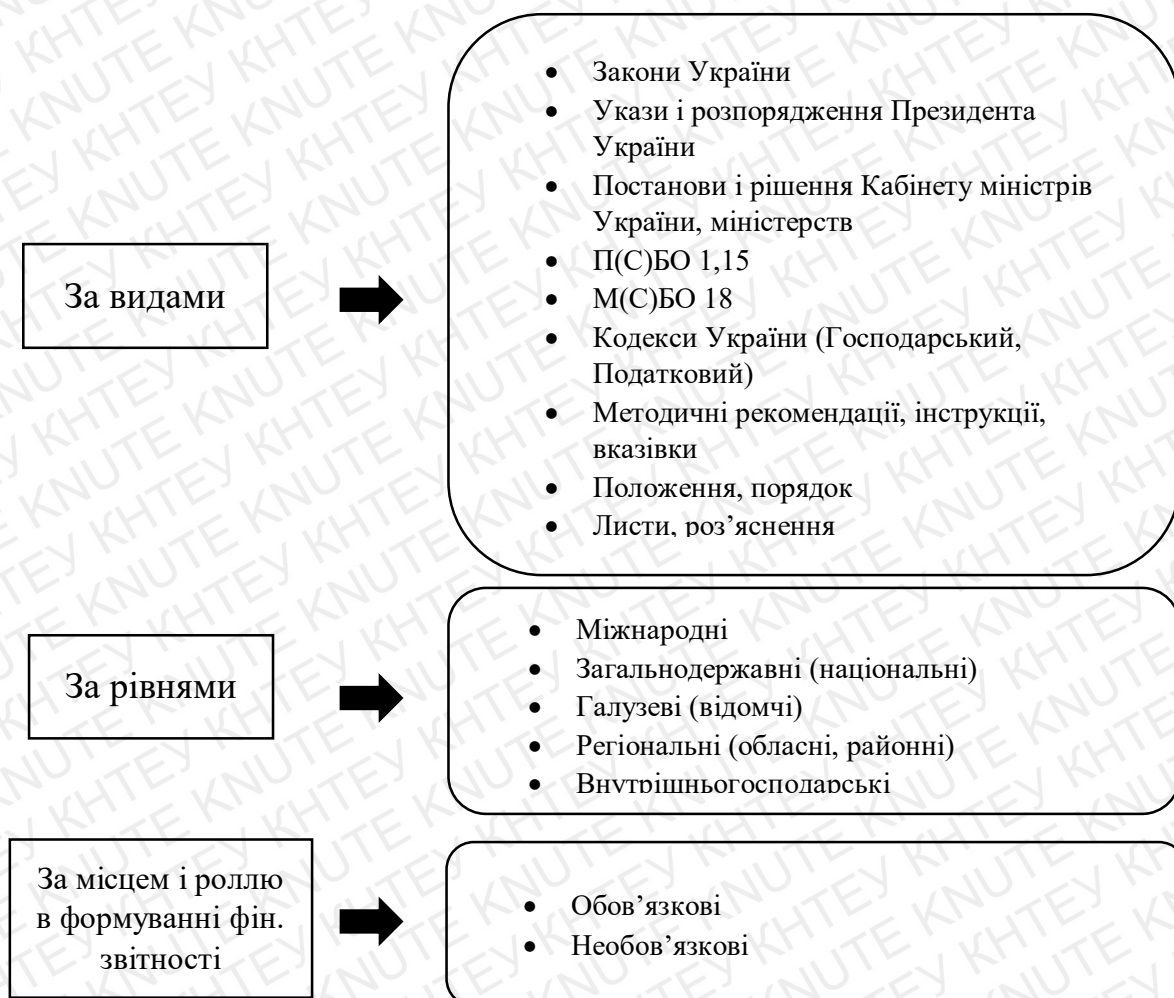 За видами
• Закони України
• Укази і розпорядження Президента
України
• Постанови і рішення Кабінету міністрів
України, міністерств
• П(С)БО 1,15
• М(С)БО 18
• Кодекси України (Господарський,
Податковий)
• Методичні рекомендації, інструкції,
вказівки
• Положення, порядок
• Листи, роз’яснення
За рівнями
• Міжнародні
• Загальнодержавні (національні)
• Галузеві (відомчі)
• Регіональні (обласні, районні)
• Внутрішньогосподарські
За місцем і роллю
в формуванні фін.
звітності
• Обов’язкові
• Необов’язкові